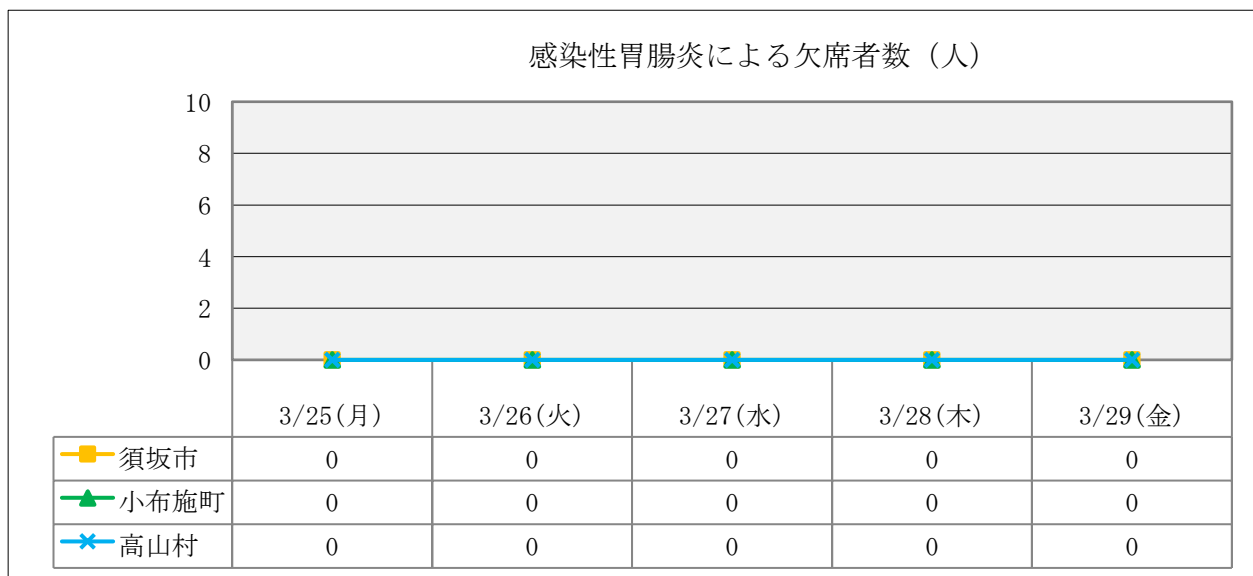 感染性胃腸炎による欠席者数（人）
10
8
6
4
2
0
3/25(月) 3/26(火) 3/27(水) 3/28(木) 3/29(金)
須坂市 0 0 0 0 0
小布施町 0 0 0 0 0
高山村 0 0 0 0 0